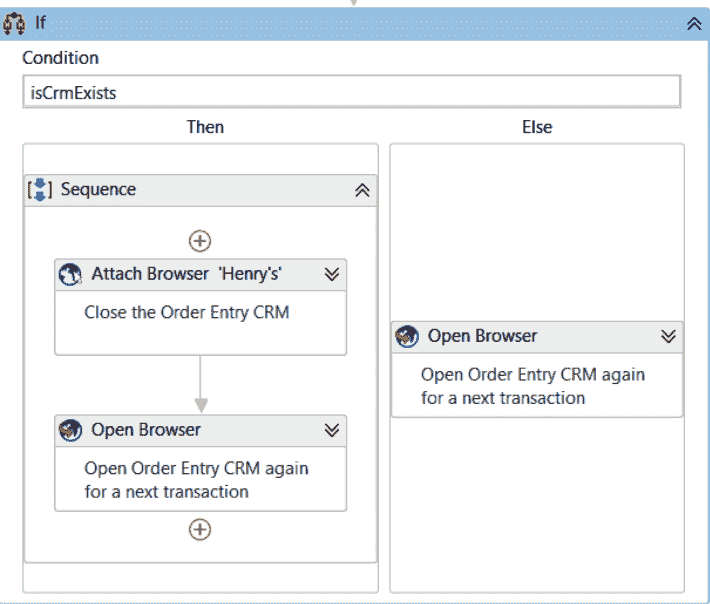 If
Condition
isCrmExists
Then
Else
Sequence
Attach Browser 'Henry's'
Close the Order Entry CRM
Open Browser
Open Order Entry CRM again
for a next transaction
Open Browser
Open Order Entry CRM again
for a next transaction